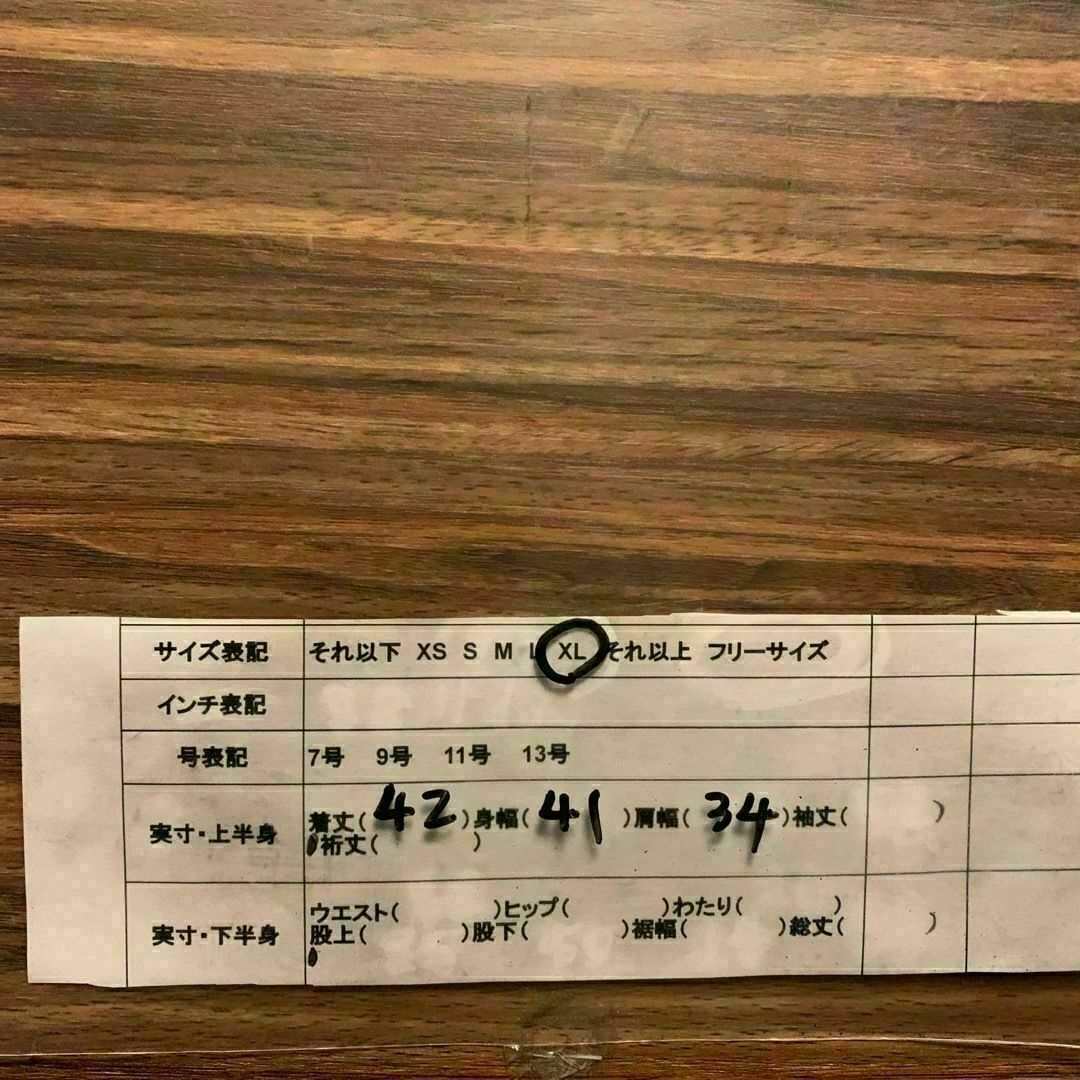 サイズ表記 それ以下 XS S M L XL それ以上 フリーサイズ
インチ表記
号表記 7号 9号 11号 13号
実寸・上半身 着丈( 42 )身幅( 41 )肩幅( 34 )袖丈( )
裄丈( )
実寸・下半身 ウエスト( )ヒップ( )わたり( )
股上( )股下( )裾幅( )総丈( )